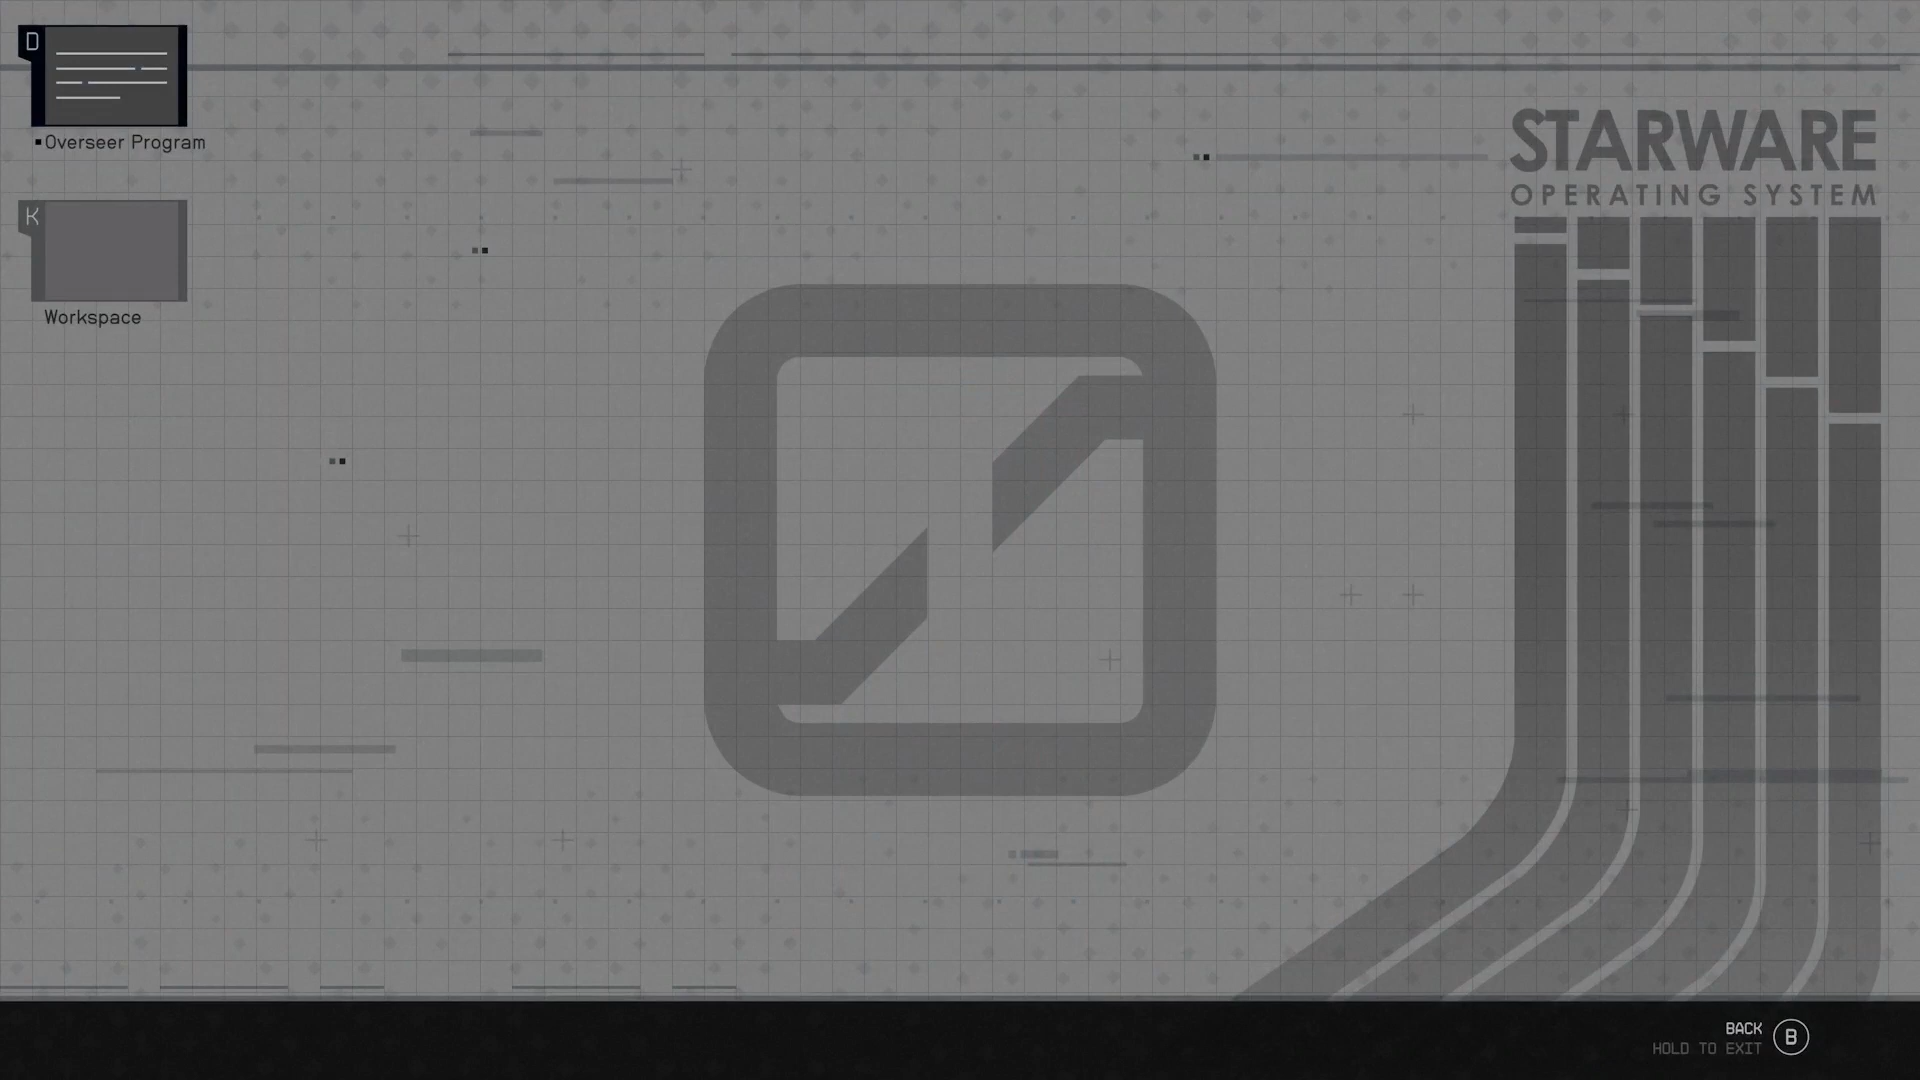 D
Overseer Program
K
Workspace
STARWARE
OPERATING SYSTEM
BACK
HOLD TO EXIT
B